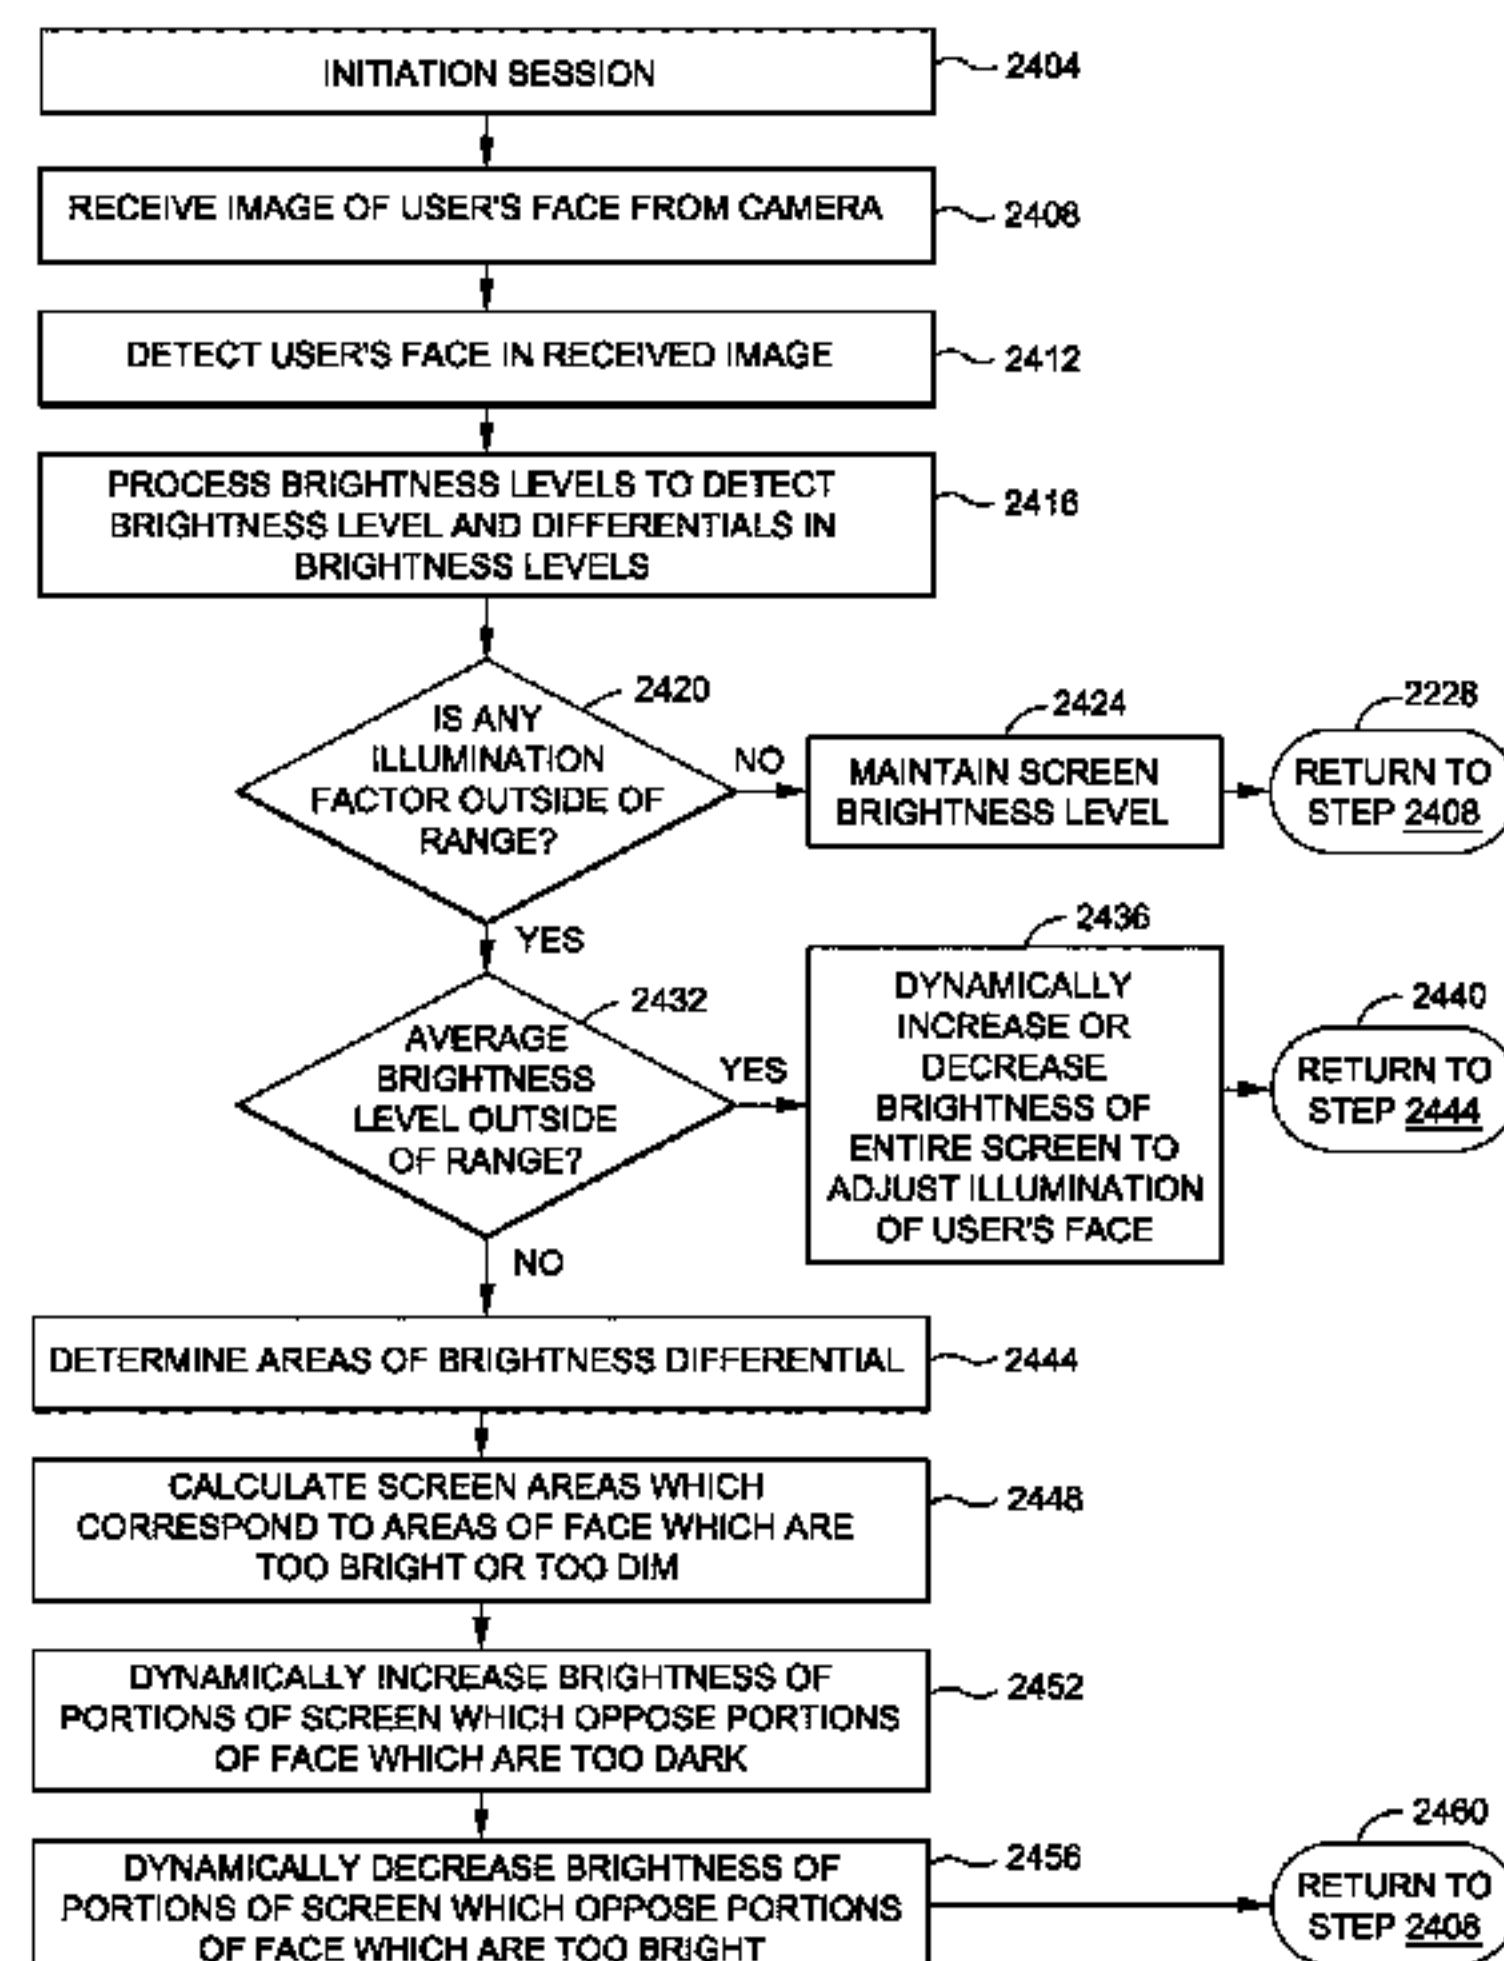 INITIATION SESSION
2404
RECEIVE IMAGE OF USER'S FACE FROM CAMERA
2408
DETECT USER'S FACE IN RECEIVED IMAGE
2412
PROCESS BRIGHTNESS LEVELS TO DETECT
BRIGHTNESS LEVEL AND DIFFERENTIALS IN
BRIGHTNESS LEVELS
2416
2420
IS ANY
ILLUMINATION
FACTOR OUTSIDE OF
RANGE?
NO
2424
MAINTAIN SCREEN
BRIGHTNESS LEVEL
2228
RETURN TO
STEP 2408
YES
2432
AVERAGE
BRIGHTNESS
LEVEL OUTSIDE
OF RANGE?
YES
2436
DYNAMICALLY
INCREASE OR
DECREASE
BRIGHTNESS OF
ENTIRE SCREEN TO
ADJUST ILLUMINATION
OF USER'S FACE
2440
RETURN TO
STEP 2444
NO
DETERMINE AREAS OF BRIGHTNESS DIFFERENTIAL
2444
CALCULATE SCREEN AREAS WHICH
CORRESPOND TO AREAS OF FACE WHICH ARE
TOO BRIGHT OR TOO DIM
2448
DYNAMICALLY INCREASE BRIGHTNESS OF
PORTIONS OF SCREEN WHICH OPPOSE PORTIONS
OF FACE WHICH ARE TOO DARK
2452
DYNAMICALLY DECREASE BRIGHTNESS OF
PORTIONS OF SCREEN WHICH OPPOSE PORTIONS
OF FACE WHICH ARE TOO BRIGHT
2456
2460
RETURN TO
STEP 2408